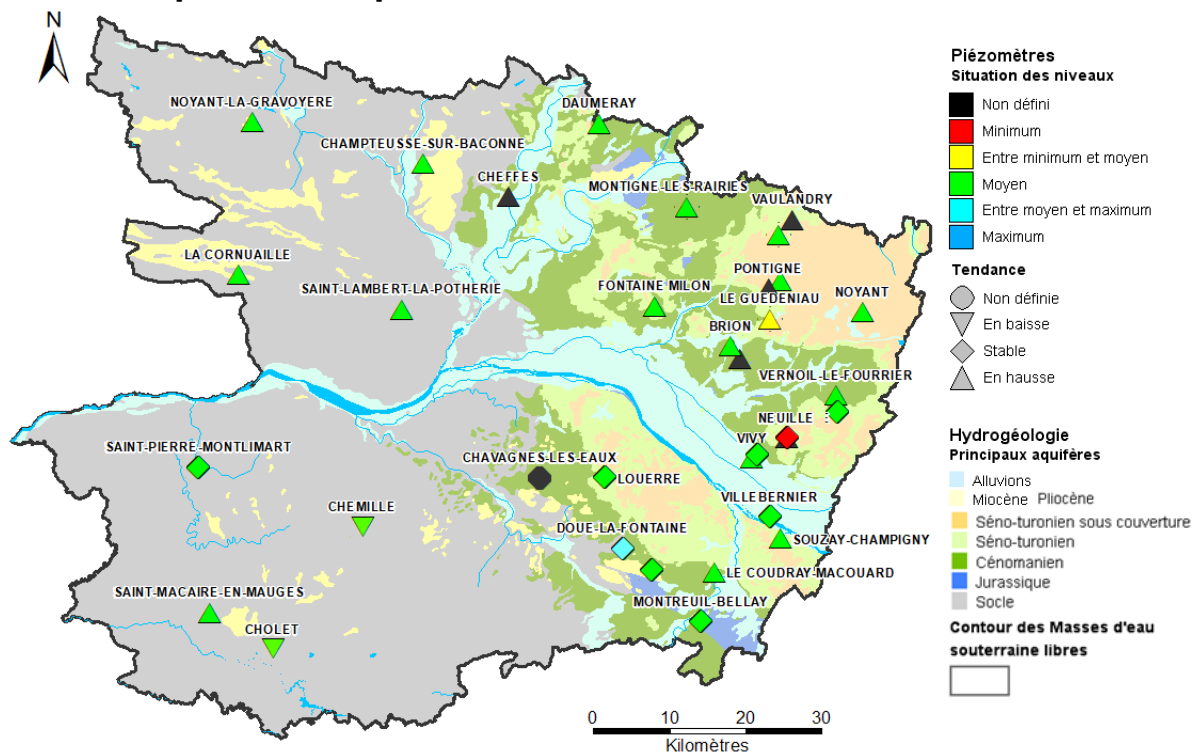 N
NOYANT-LA-GRAVOYERE
DAUMERAY
CHAMPTEUSSE-SUR-BACONNE
CHEFFES
MONTIGNE-LES-RAIRIES
VAULANDRY
LA CORNUAILLE
SAINT-LAMBERT-LA-POTHERIE
FONTAINE MILON
PONTIGNE
LE GUEDENIAU
NOYANT
BRION
VERNOIL-LE-FOURRIER
NEUILLE
VIVY
SAINT-PIERRE-MONTLIMART
CHAVAGNES-LES-EAUX
LOUERRE
CHEMILLE
VILLEBERNIER
DOUE-LA-FONTAINE
SOUZAY-CHAMPIGNY
LE COUDRAY-MACOUARD
SAINT-MACAIRE-EN-MAUGES
MONTREUIL-BELLAY
CHOLET
0 10 20 30
Kilomètres
Piézomètres
Situation des niveaux
Non défini
Minimum
Entre minimum et moyen
Moyen
Entre moyen et maximum
Maximum
Tendance
Non définie
En baisse
Stable
En hausse
Hydrogéologie
Principaux aquifères
Alluvions
Miocène Pliocène
Séno-turonien sous couverture
Séno-turonien
Cénomanien
Jurassique
Socle
Contour des Masses d'eau
souterraine libres